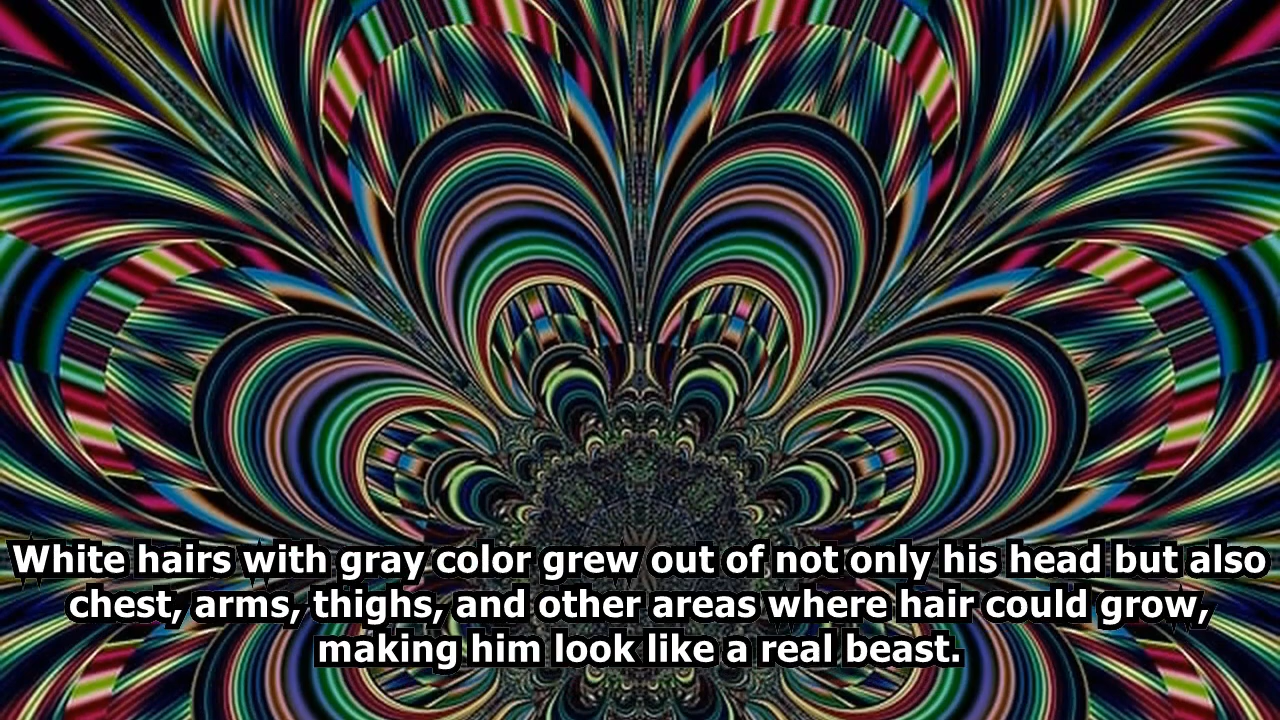 White hairs with gray color grew out of not only his head but also
chest, arms, thighs, and other areas where hair could grow,
making him look like a real beast.